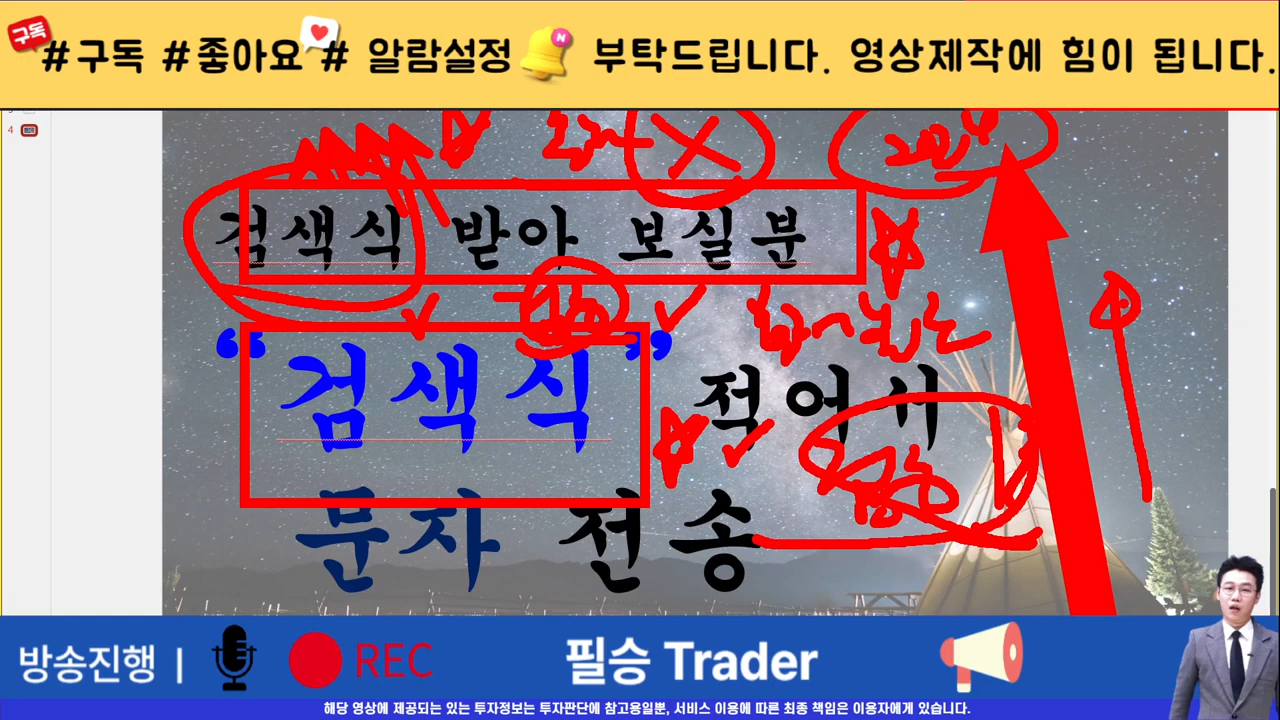 구독
#구독 #좋아요 # 알람설정 N 부탁드립니다. 영상제작에 힘이 됩니다.
4
검색식 받아 보실분
“검색식” 적어서
문자 전송
방송진행 | REC 필승 Trader
해당 영상에 제공되는 있는 투자정보는 투자판단에 참고용일뿐, 서비스 이용에 따른 최종 책임은 이용자에게 있습니다.